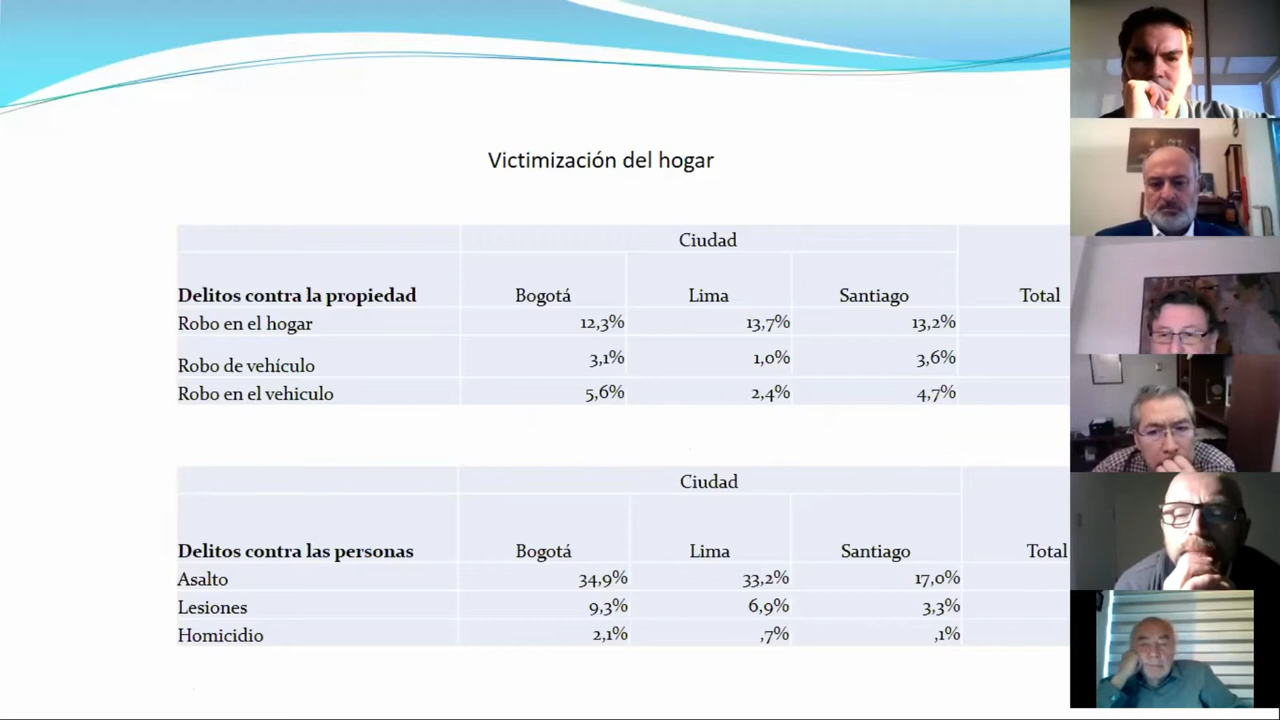 Victimización del hogar
Ciudad
Delitos contra la propiedad Bogotá Lima Santiago Total
Robo en el hogar 12,3% 13,7% 13,2%
Robo de vehículo 3,1% 1,0% 3,6%
Robo en el vehiculo 5,6% 2,4% 4,7%
Ciudad
Delitos contra las personas Bogotá Lima Santiago Total
Asalto 34,9% 33,2% 17,0%
Lesiones 9,3% 6,9% 3,3%
Homicidio 2,1% ,7% ,1%